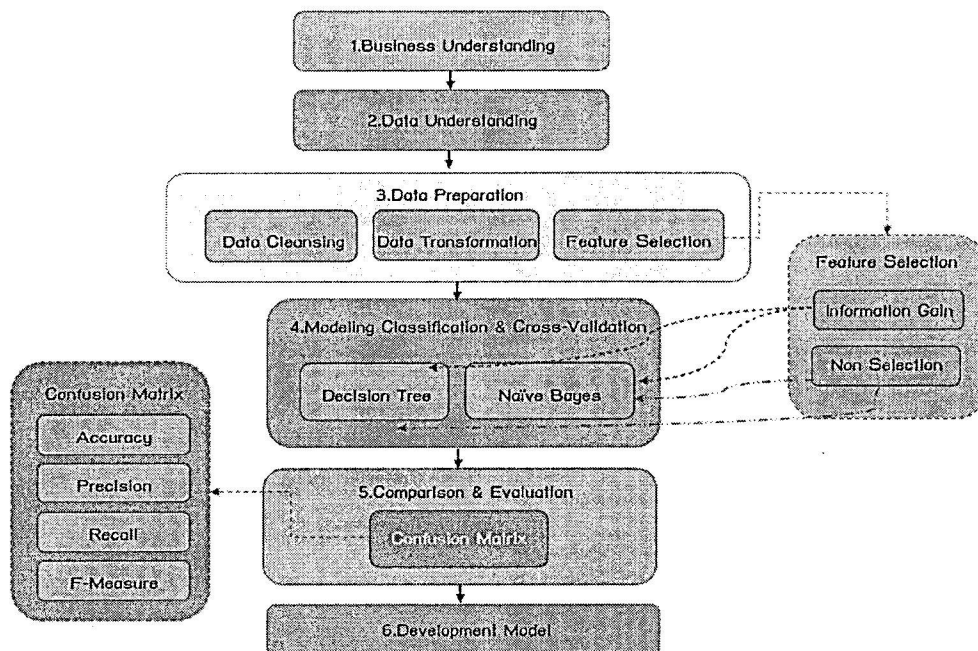 1.Business Understanding
2.Data Understanding
3.Data Preparation
Data Cleansing
Data Transformation
Feature Selection
Feature Selection
Information Gain
Non Selection
4.Modeling Classification & Cross-Validation
Decision Tree
Naïve Bayes
Confusion Matrix
Accuracy
Precision
Recall
F-Measure
5.Comparison & Evaluation
Confusion Matrix
6.Development Model